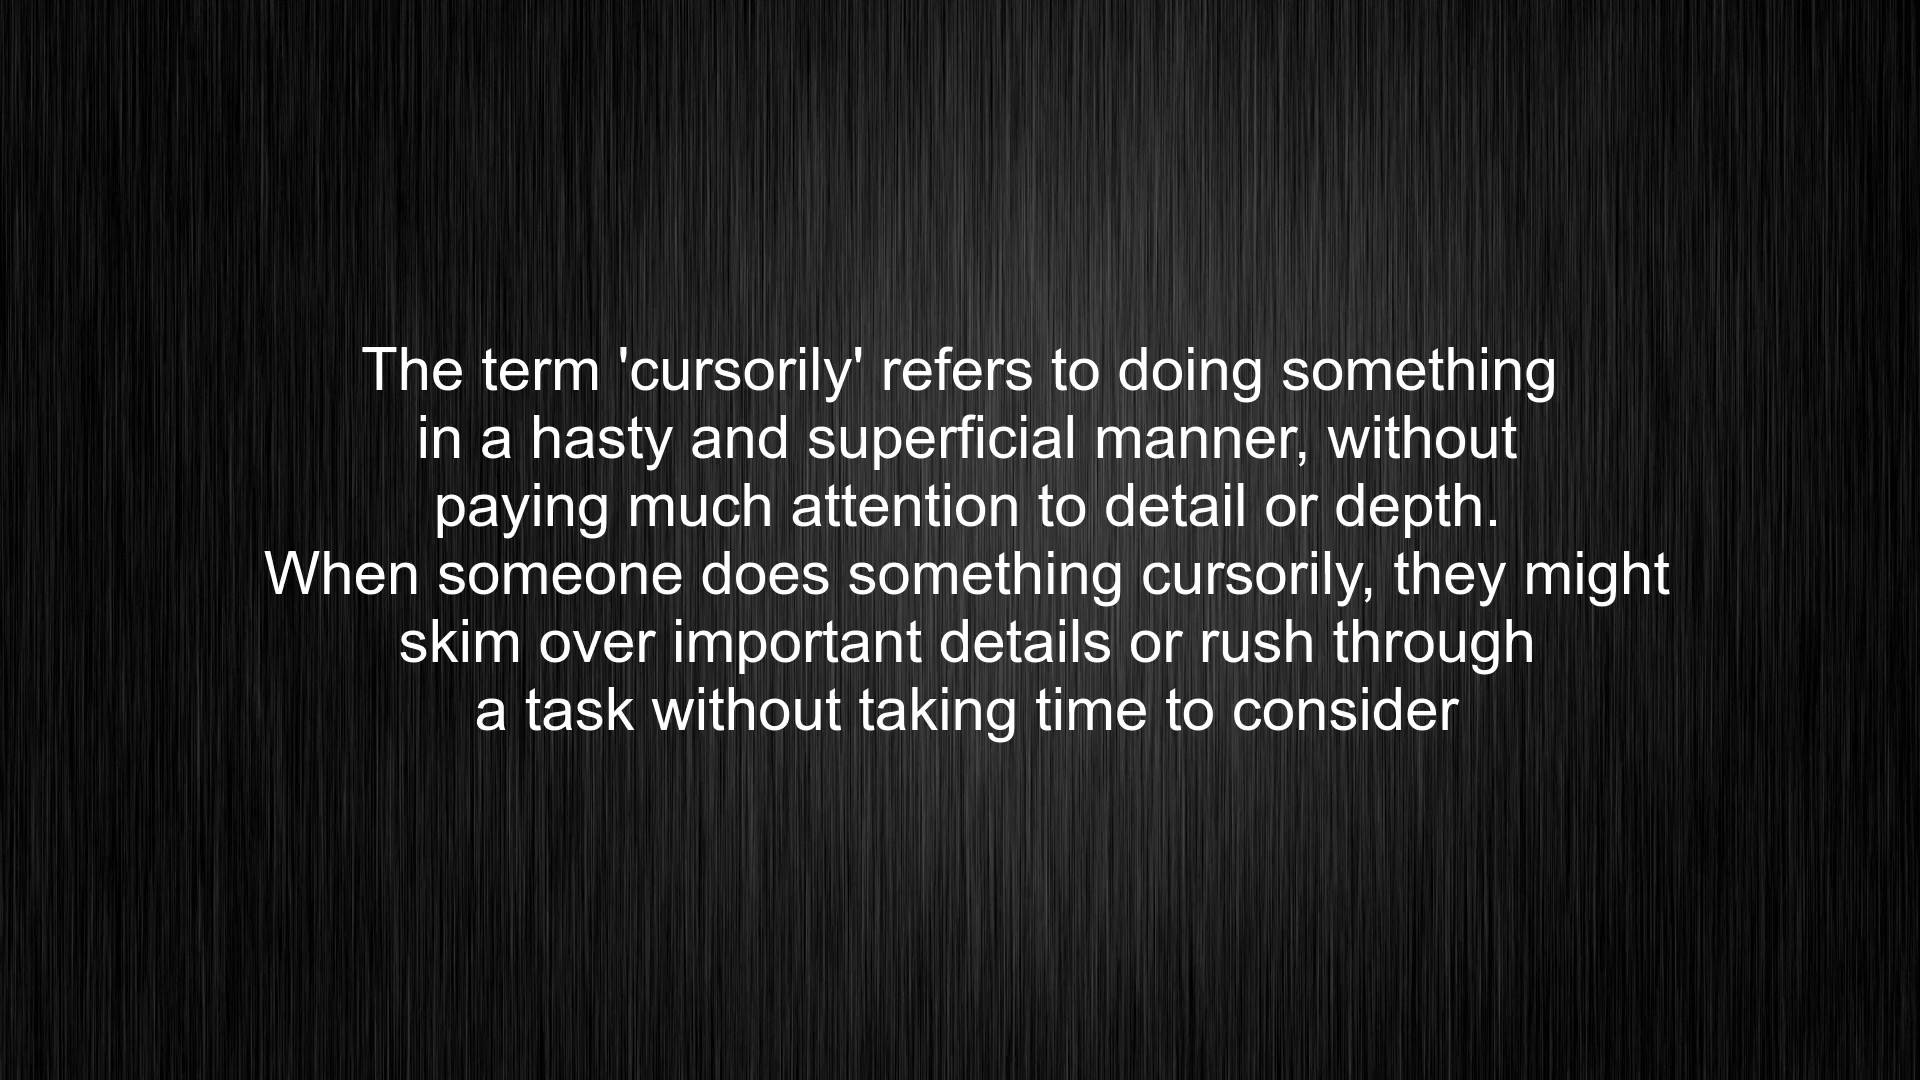 The term 'cursorily' refers to doing something
in a hasty and superficial manner, without
paying much attention to detail or depth.
When someone does something cursorily, they might
skim over important details or rush through
a task without taking time to consider